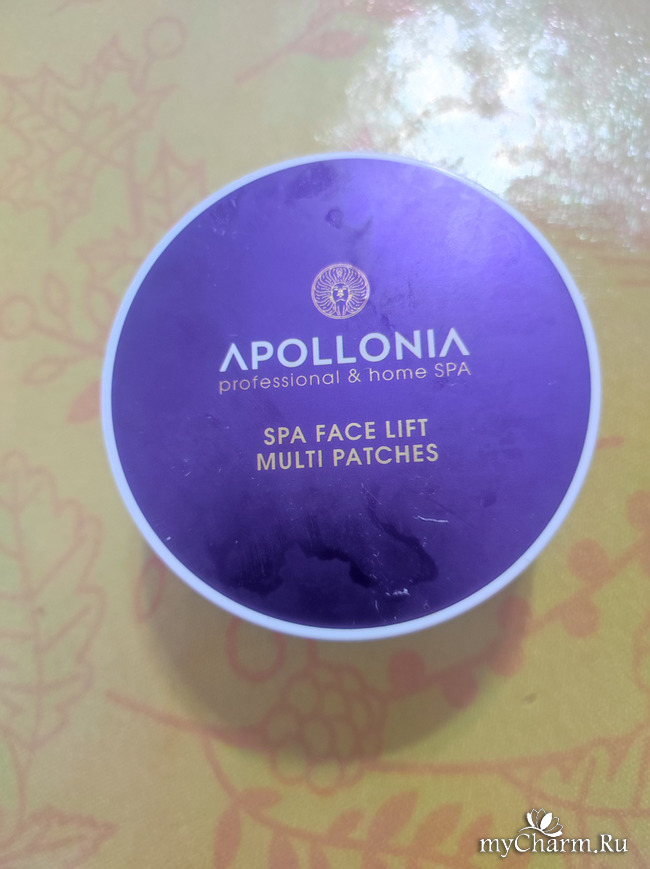 APOLLONIA
professional & home SPA
SPA FACE LIFT
MULTI PATCHES
myCharm.Ru